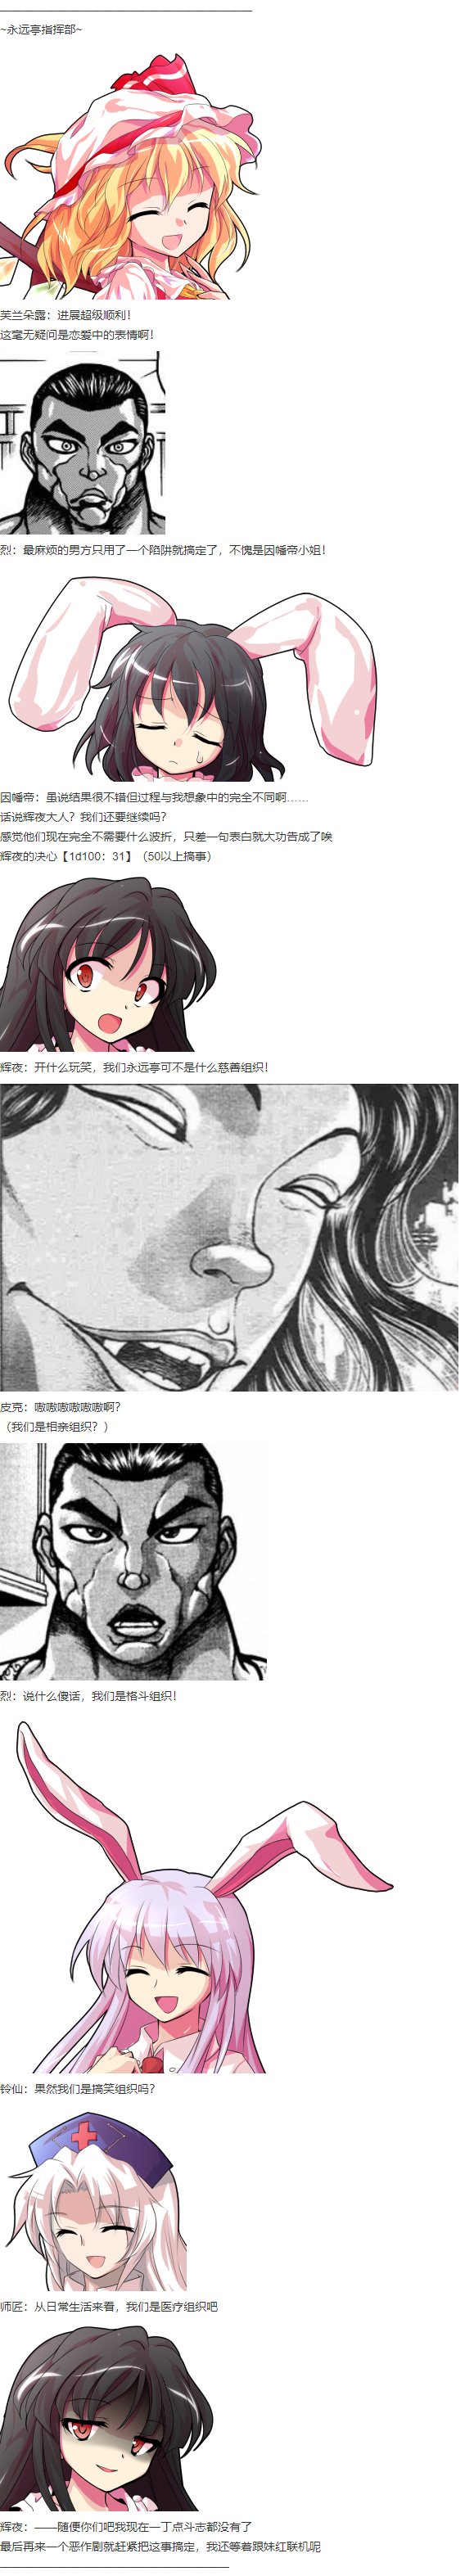 ~永远亭指挥部~
芙兰朵露：进展超级顺利！
这毫无疑问是恋爱中的表情啊！
烈：最麻烦的男方只用了一个陷阱就搞定了，不愧是因幡帝小姐！
因幡帝：虽说结果很不错但过程与我想象中的完全不同啊……
话说辉夜大人？我们还要继续吗？
感觉他们现在完全不需要什么波折，只差一句表白就大功告成了唉
辉夜的决心【1d100：31】（50以上搞事）
辉夜：开什么玩笑，我们永远亭可不是什么慈善组织！
皮克：嗷嗷嗷嗷嗷嗷啊？
（我们是相亲组织？）
烈：说什么傻话，我们是格斗组织！
铃仙：果然我们是搞笑组织吗？
师匠：从日常生活来看，我们是医疗组织吧
辉夜：——随便你们吧我现在一丁点斗志都没有了
最后再来一个恶作剧就赶紧把这事搞定，我还等着跟妹红联机呢